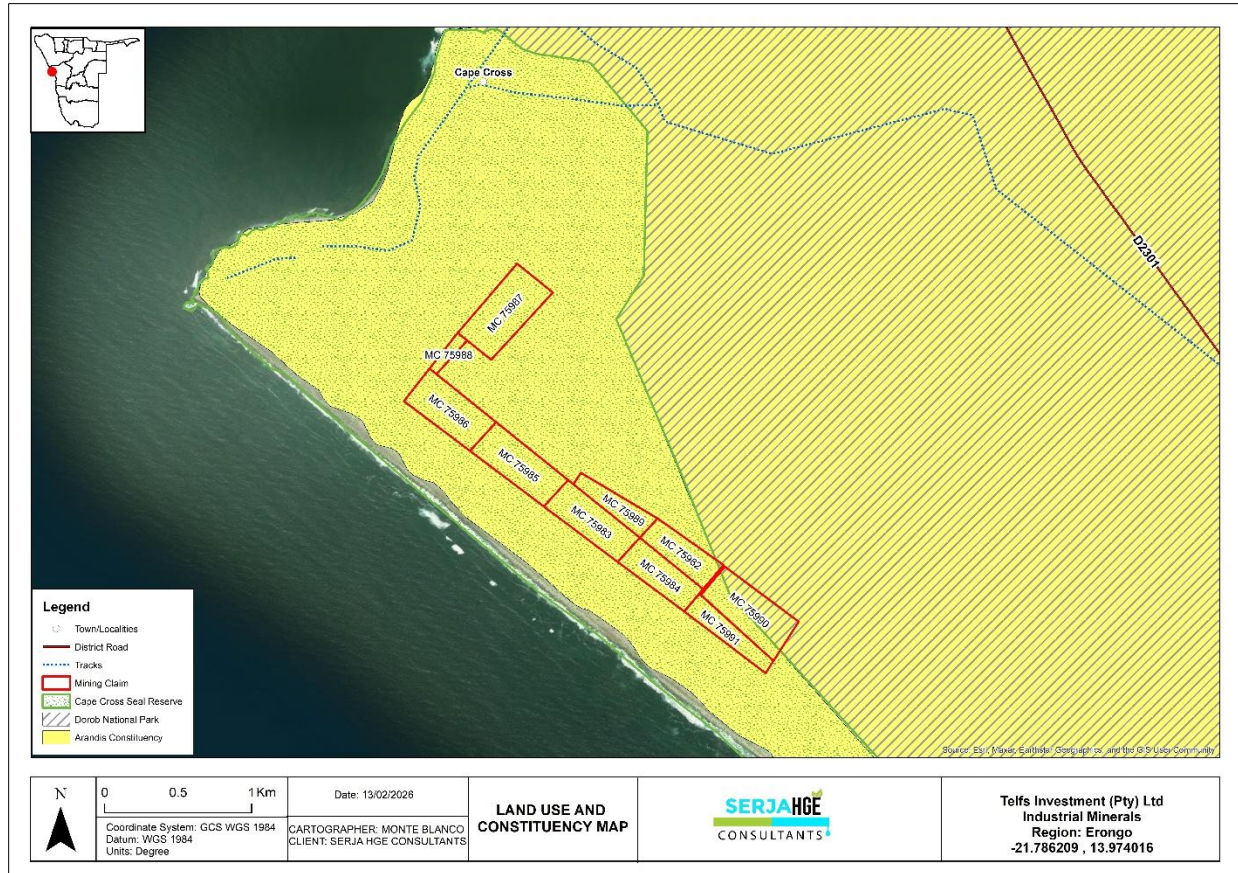 Cape Cross
D2301
MC 75987
MC 75988
MC 75986
MC 75985
MC 75989
MC 75983
MC 75982
MC 75984
MC 75990
MC 75991
Legend
Town/Localities
District Road
Tracks
Mining Claim
Cape Cross Seal Reserve
Dorob National Park
Arandis Constituency
Source: Esri, Maxar, Earthstar Geographics, and the GIS User Community
N
0 0.5 1 Km
Coordinate System: GCS WGS 1984
Datum: WGS 1984
Units: Degree
Date: 13/02/2026
CARTOGRAPHER: MONTE BLANCO
CLIENT: SERJA HGE CONSULTANTS
LAND USE AND
CONSTITUENCY MAP
SERJAHGE
CONSULTANTS
Telfs Investment (Pty) Ltd
Industrial Minerals
Region: Erongo
-21.786209 , 13.974016